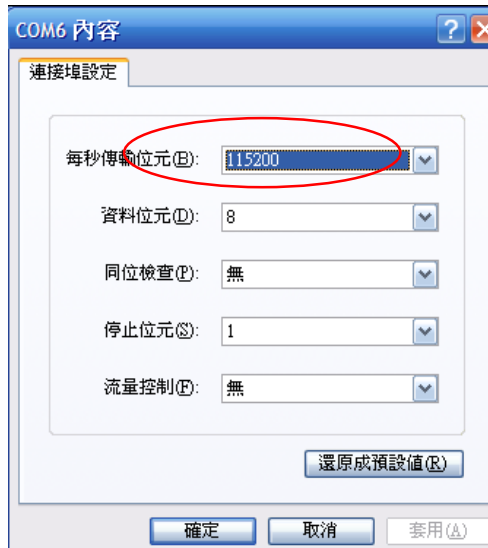 COM6 內容
連接埠設定
每秒傳輸位元(B): 115200
資料位元(D): 8
同位檢查(P): 無
停止位元(S): 1
流量控制(F): 無
還原成預設值(R)
確定 取消 套用(A)